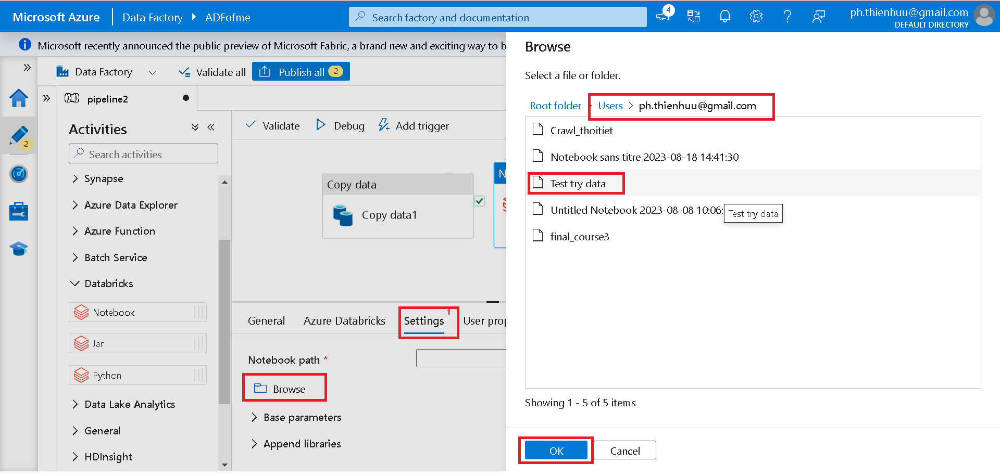 Microsoft Azure
Data Factory
ADFofme
Search factory and documentation
4
ph.thienhuu@gmail.com
DEFAULT DIRECTORY
Microsoft recently announced the public preview of Microsoft Fabric, a brand new and exciting way to b
Data Factory
Validate all
Publish all
2
pipeline2
2
Activities
Search activities
Synapse
Azure Data Explorer
Azure Function
Batch Service
Databricks
Notebook
Jar
Python
Data Lake Analytics
General
HDInsight
Validate
Debug
Add trigger
Copy data
Copy data1
N
General
Azure Databricks
Settings
1
User prop
Notebook path *
Browse
Base parameters
Append libraries
Browse
Select a file or folder.
Root folder
Users > ph.thienhuu@gmail.com
Crawl_thoitiet
Notebook sans titre 2023-08-18 14:41:30
Test try data
Untitled Notebook 2023-08-08 10:06:
Test try data
final_course3
Showing 1 - 5 of 5 items
OK
Cancel